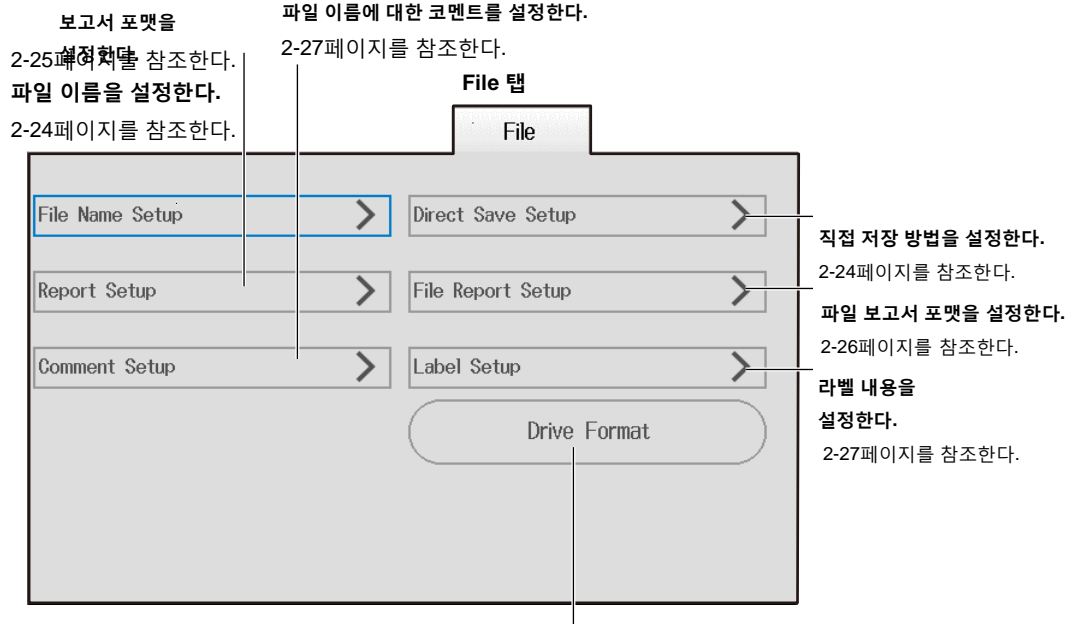 보고서 포맷을
설정한다.
2-25페이지를 참조한다.
파일 이름을 설정한다.
2-24페이지를 참조한다.
파일 이름에 대한 코멘트를 설정한다.
2-27페이지를 참조한다.
File 탭
File
File Name Setup
Direct Save Setup
직접 저장 방법을 설정한다.
2-24페이지를 참조한다.
Report Setup
File Report Setup
파일 보고서 포맷을 설정한다.
2-26페이지를 참조한다.
Comment Setup
Label Setup
라벨 내용을
설정한다.
2-27페이지를 참조한다.
Drive Format